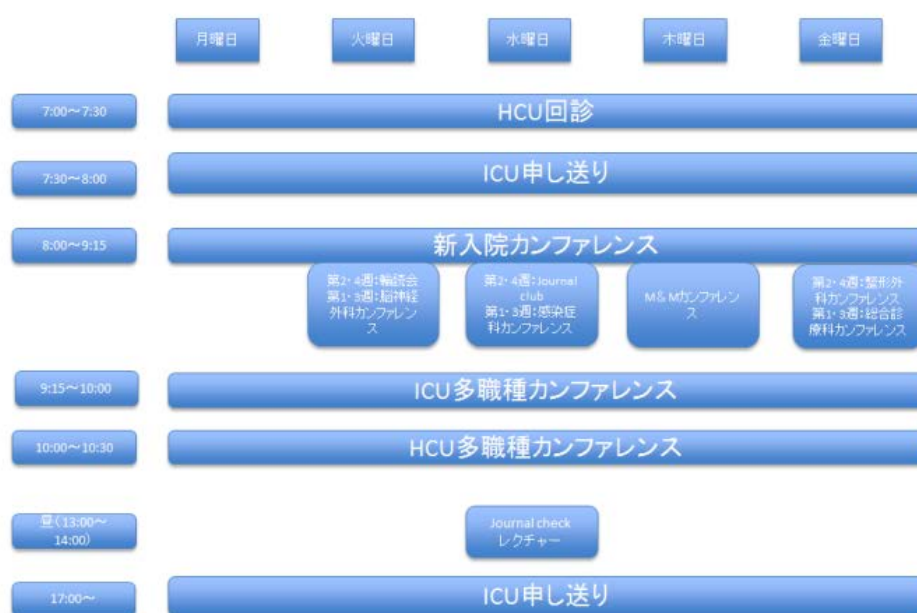 月曜日
火曜日
水曜日
木曜日
金曜日
7:00～7:30
HCU回診
7:30～8:00
ICU申し送り
8:00～9:15
新入院カンファレンス
第2・4週:輪読会
第1・3週:脳神経
外科カンファレン
ス
第2・4週:Journal
club
第1・3週:感染症
科カンファレンス
M&Mカンファレン
ス
第2・4週:整形外
科カンファレンス
第1・3週:総合診
療科カンファレンス
9:15～10:00
ICU多職種カンファレンス
10:00～10:30
HCU多職種カンファレンス
昼(13:00～
14:00)
Journal check
レクチャー
17:00～
ICU申し送り